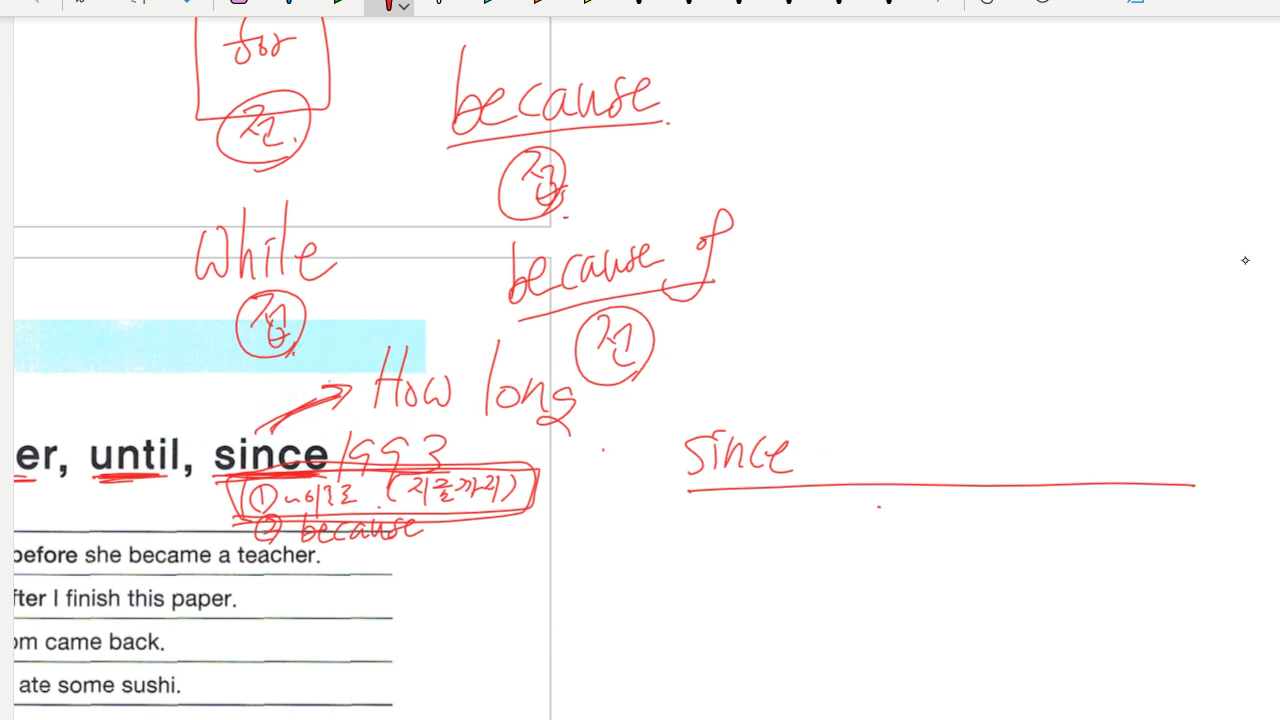 for
전.
because.
접.
While
접.
because of
전
How long
er, until, since 1993
since
① ~이래로 (지금까지)
② because
before she became a teacher.
fter I finish this paper.
om came back.
ate some sushi.